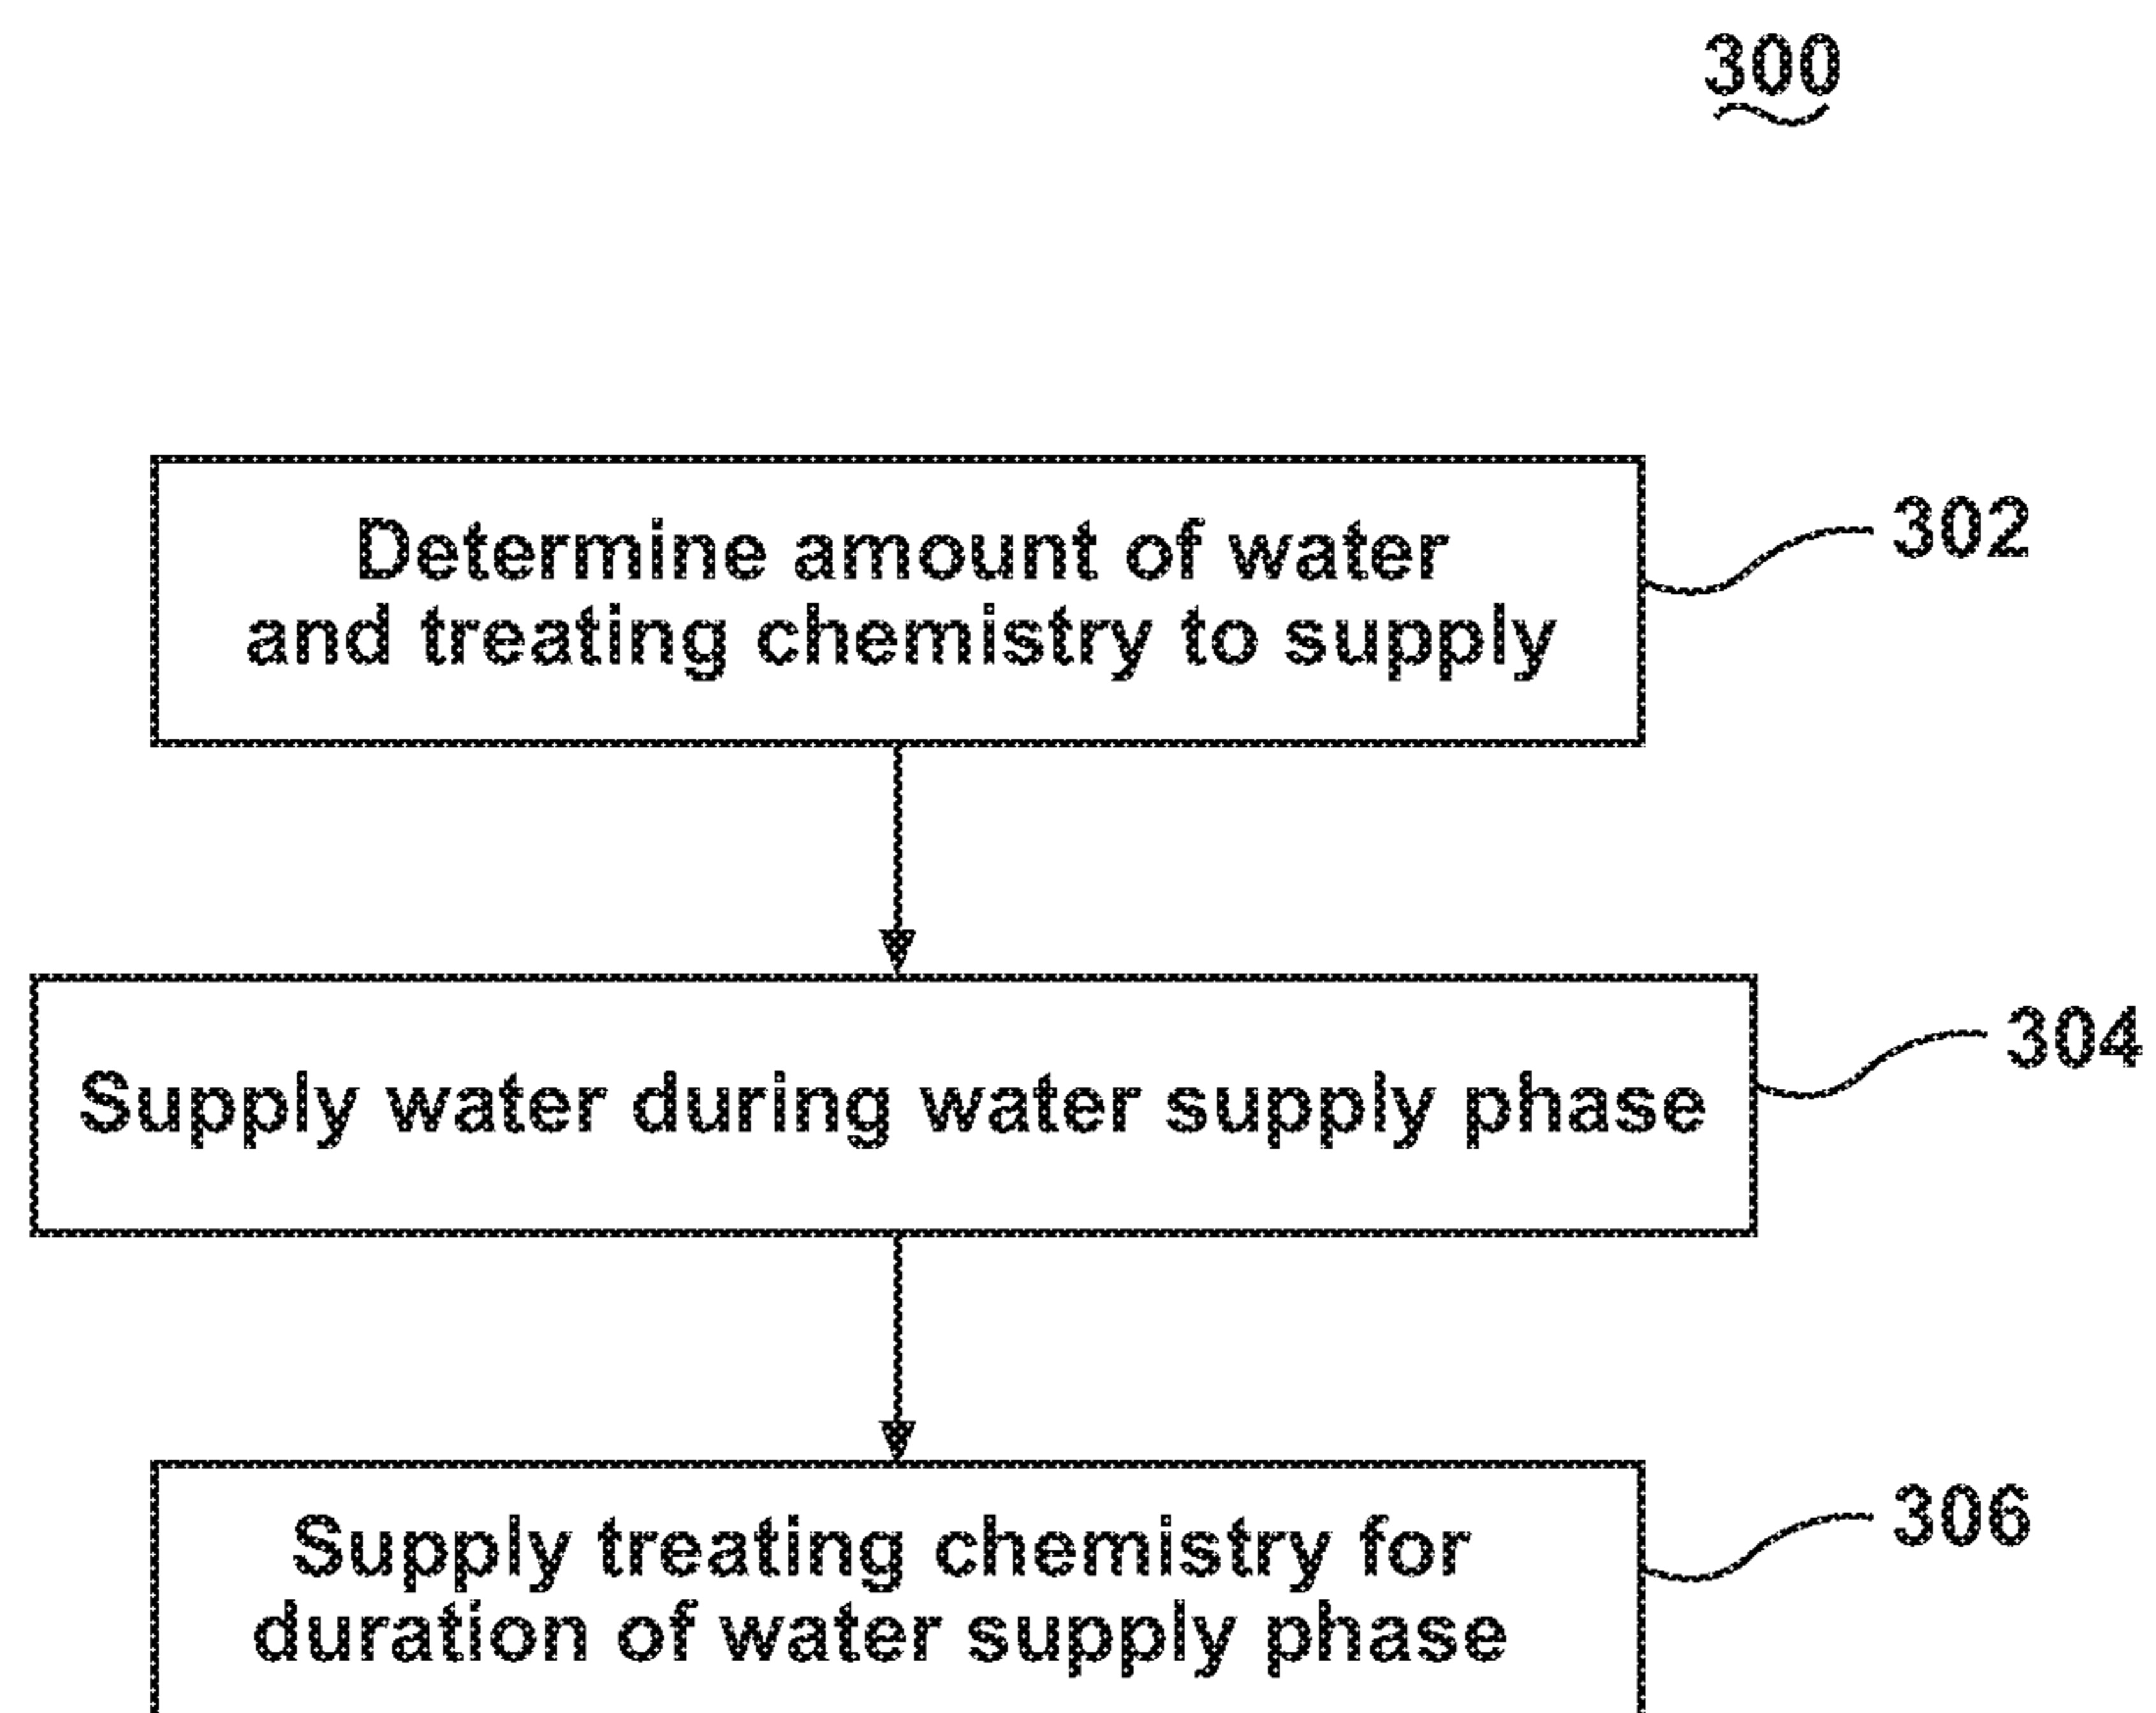 300
Determine amount of water
and treating chemistry to supply
302
Supply water during water supply phase
304
Supply treating chemistry for
duration of water supply phase
306